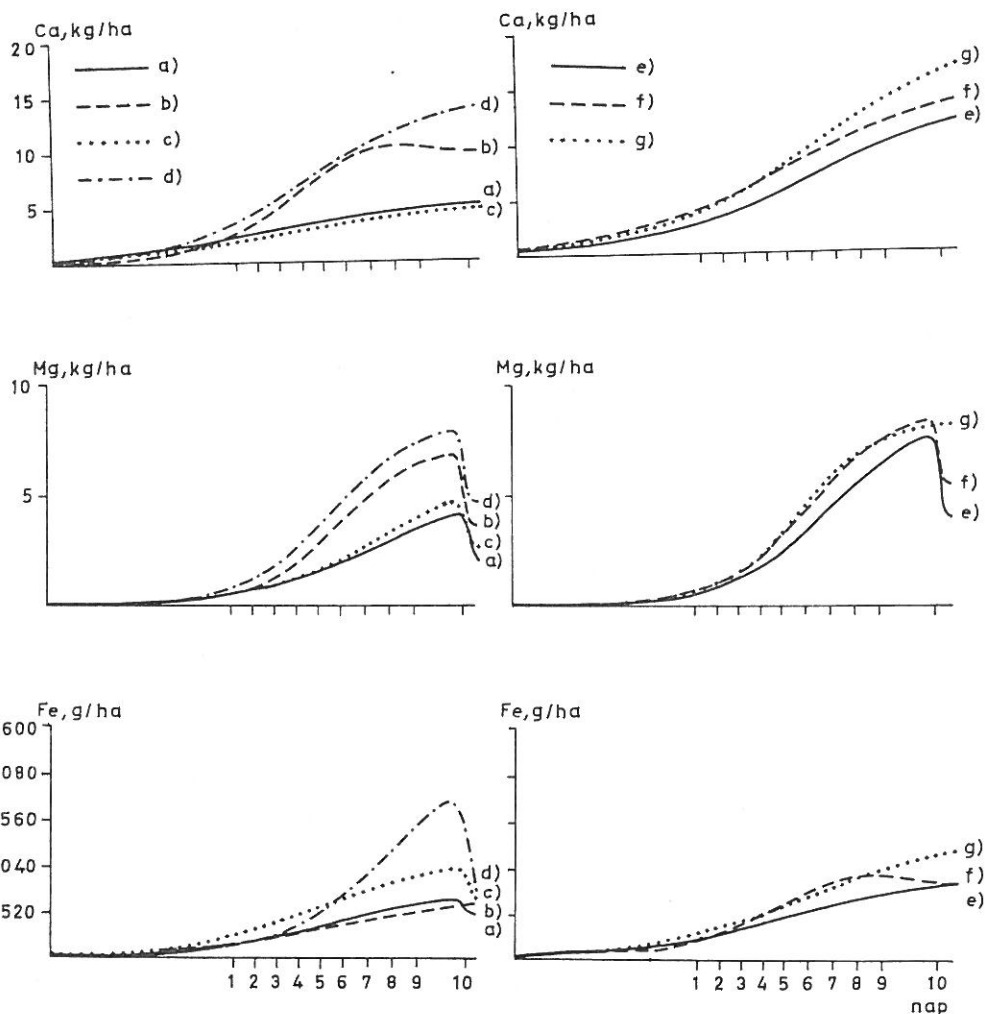 Ca,kg/ha
20
15
10
5
a)
b)
c)
d)
d)
b)
a)
c)
Ca,kg/ha
e)
f)
g)
g)
f)
e)
Mg,kg/ha
10
5
d)
b)
c)
a)
Mg,kg/ha
g)
f)
e)
Fe,g/ha
600
080
560
040
520
d)
c)
b)
a)
1 2 3 4 5 6 7 8 9 10
Fe,g/ha
g)
f)
e)
1 2 3 4 5 6 7 8 9 10
nap